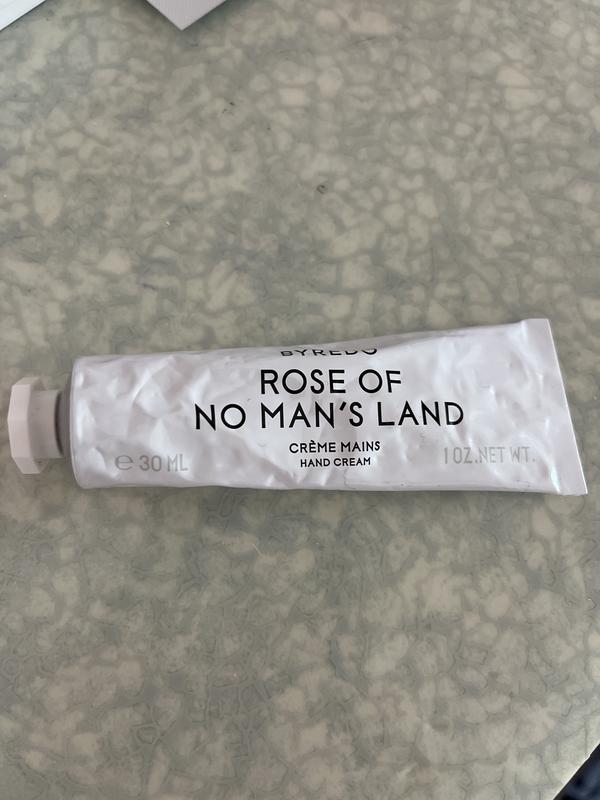 BYREDO
ROSE OF
NO MAN'S LAND
CRÈME MAINS
HAND CREAM
℮ 30 ML
1 OZ.NET WT.